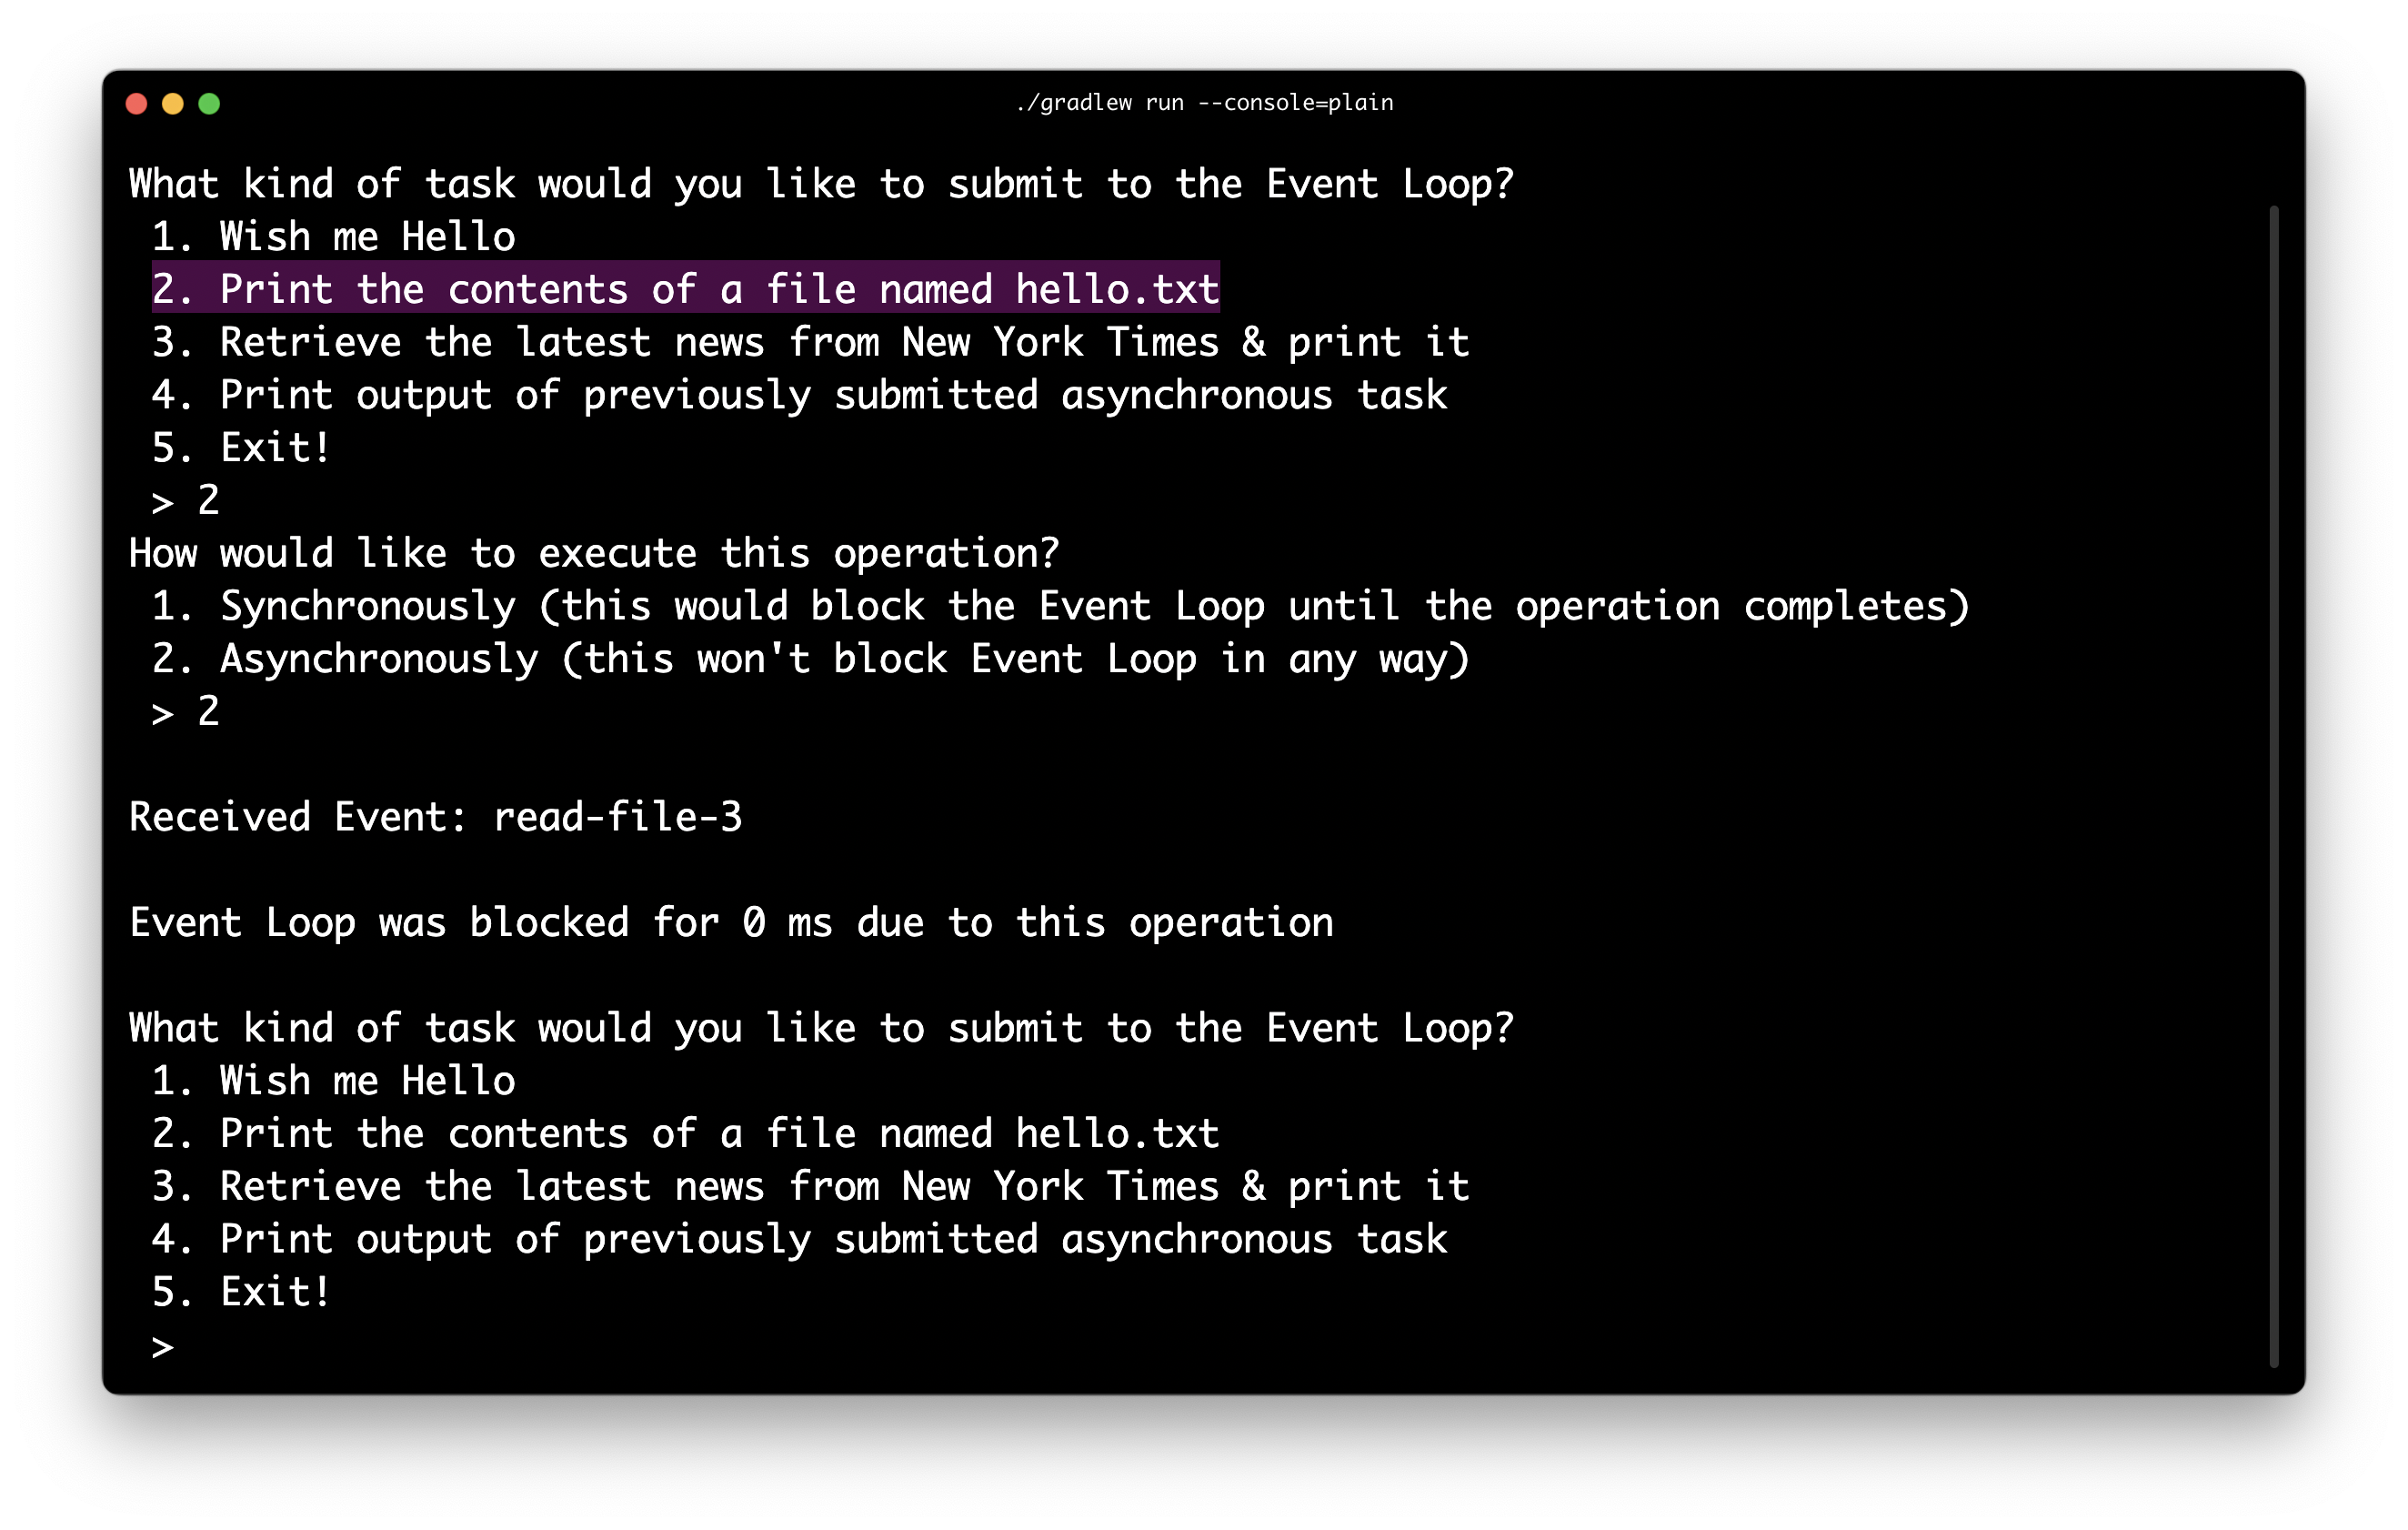 ./gradlew run --console=plain
What kind of task would you like to submit to the Event Loop?
1. Wish me Hello
2. Print the contents of a file named hello.txt
3. Retrieve the latest news from New York Times & print it
4. Print output of previously submitted asynchronous task
5. Exit!
> 2
How would like to execute this operation?
1. Synchronously (this would block the Event Loop until the operation completes)
2. Asynchronously (this won't block Event Loop in any way)
> 2
Received Event: read-file-3
Event Loop was blocked for 0 ms due to this operation
What kind of task would you like to submit to the Event Loop?
1. Wish me Hello
2. Print the contents of a file named hello.txt
3. Retrieve the latest news from New York Times & print it
4. Print output of previously submitted asynchronous task
5. Exit!
>